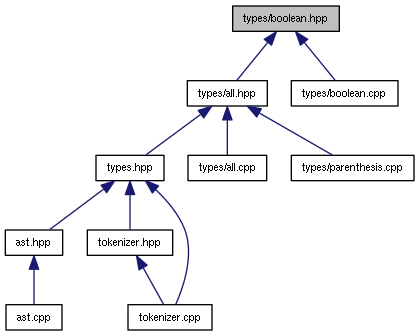 types/boolean.hpp
types/all.hpp
types/boolean.cpp
types.hpp
types/all.cpp
types/parenthesis.cpp
ast.hpp
tokenizer.hpp
ast.cpp
tokenizer.cpp